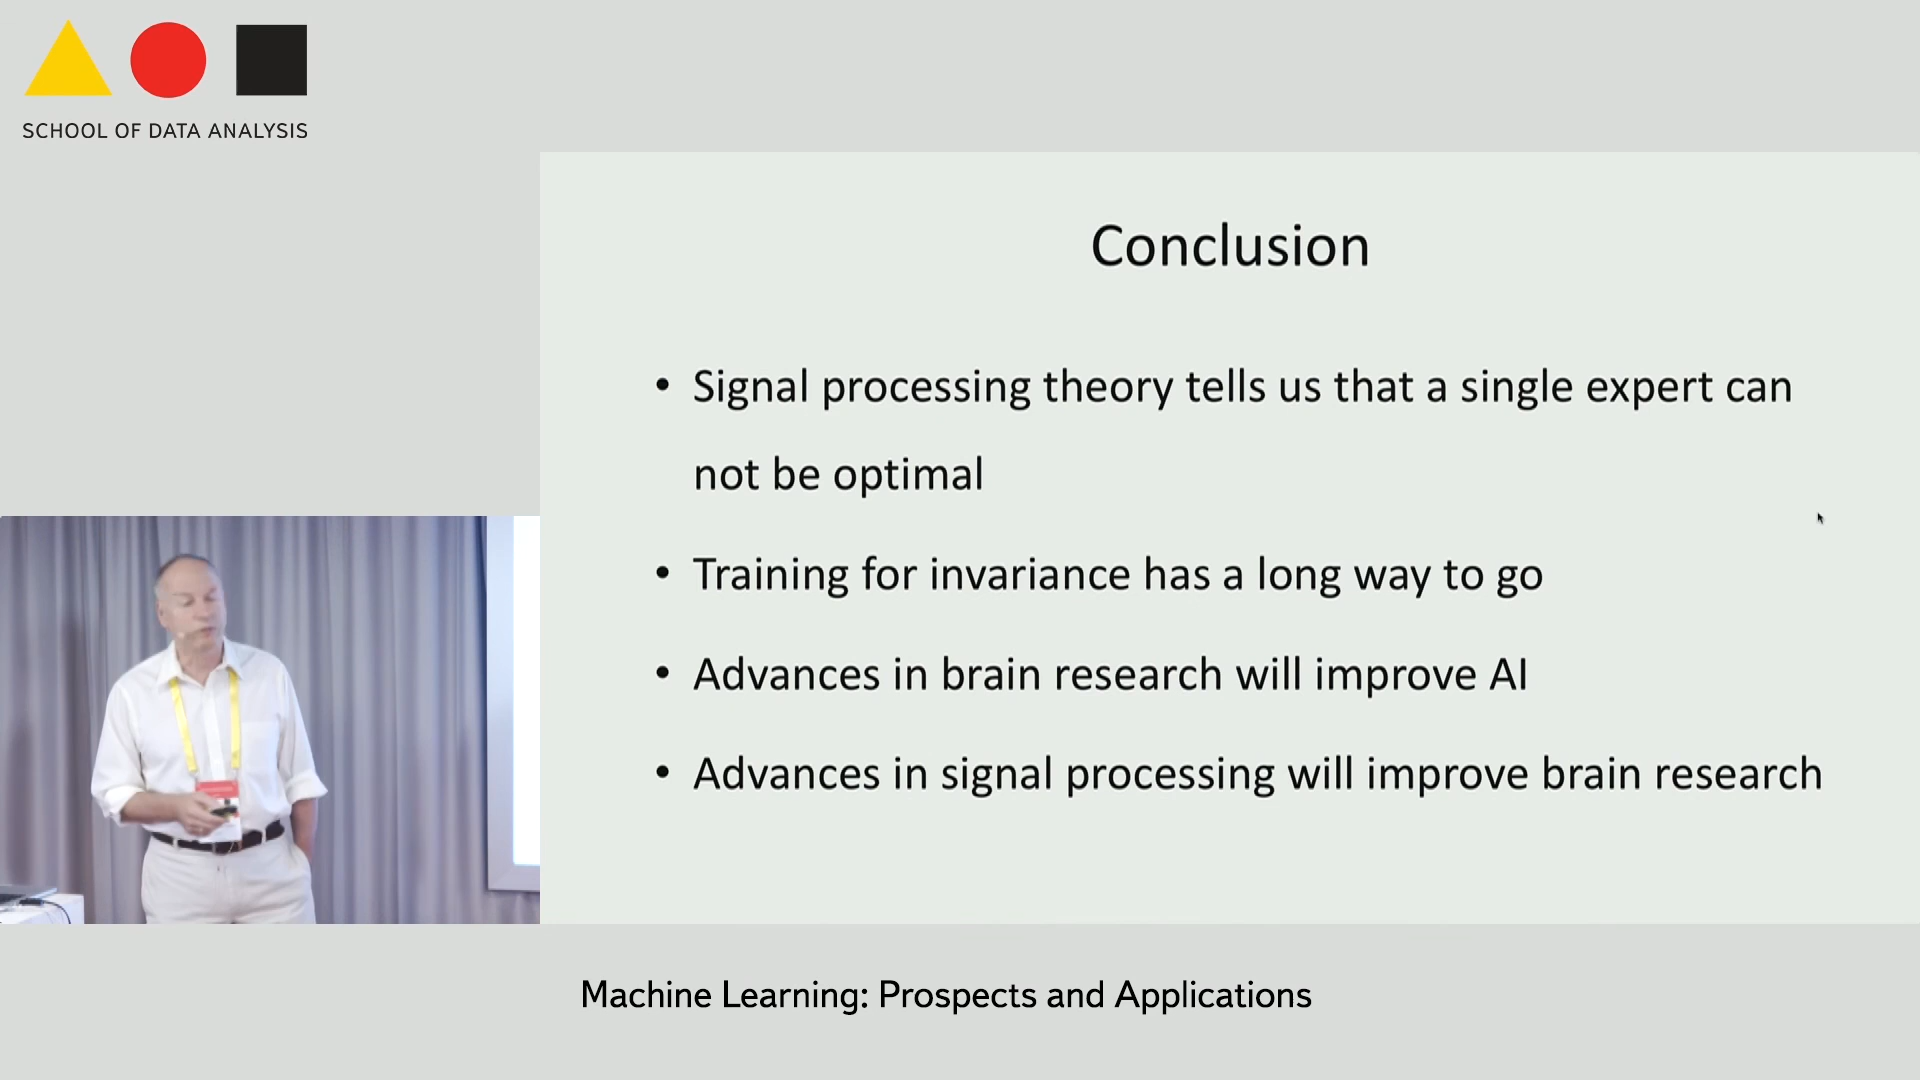 SCHOOL OF DATA ANALYSIS
Conclusion
• Signal processing theory tells us that a single expert can
not be optimal
• Training for invariance has a long way to go
• Advances in brain research will improve AI
• Advances in signal processing will improve brain research
Machine Learning: Prospects and Applications